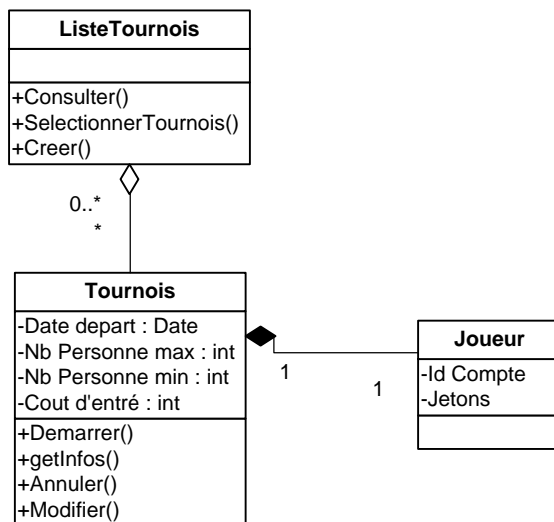 ListeTournois
+Consulter()
+SelectionnerTournois()
+Creer()
0..*
*
Tournois
-Date depart : Date
-Nb Personne max : int
-Nb Personne min : int
-Cout d'entré : int
+Demarrer()
+getInfos()
+Annuler()
+Modifier()
1
1
Joueur
-Id Compte
-Jetons